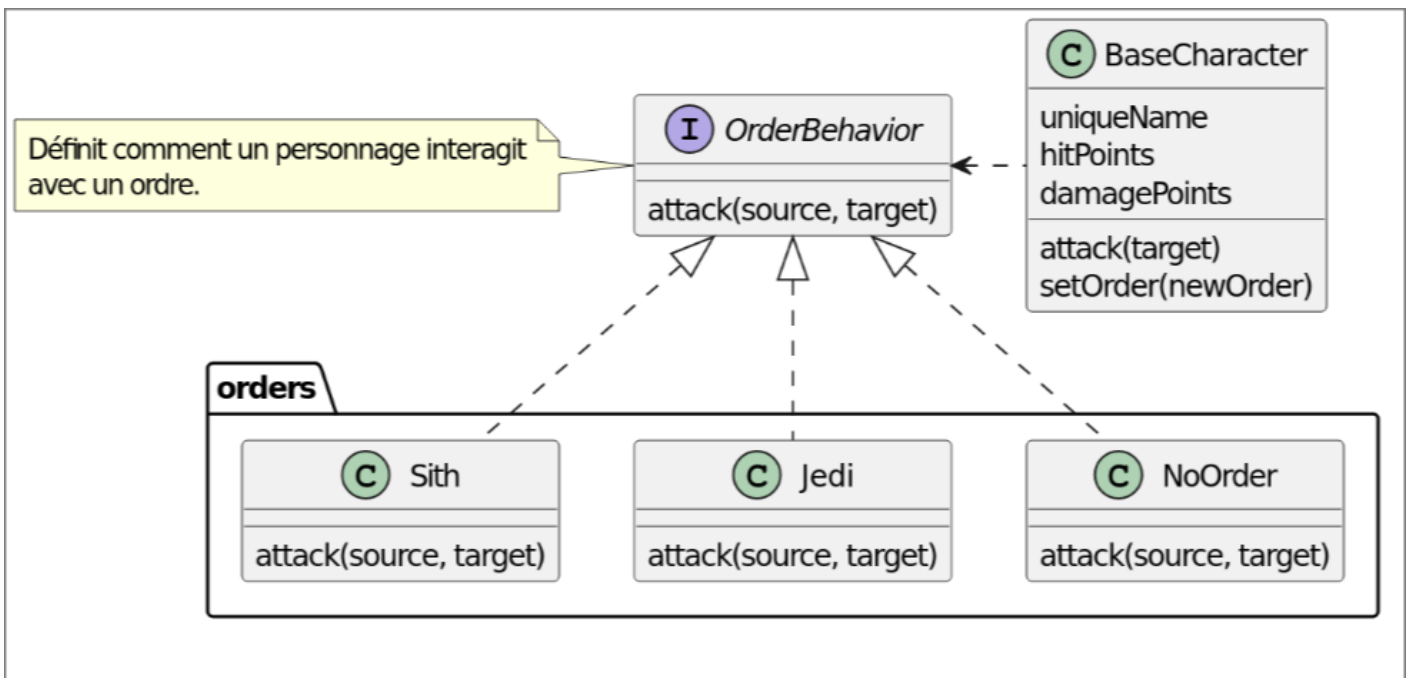 C BaseCharacter
uniqueName
hitPoints
damagePoints
attack(target)
setOrder(newOrder)
I OrderBehavior
attack(source, target)
Définit comment un personnage interagit
avec un ordre.
orders
C Sith
attack(source, target)
C Jedi
attack(source, target)
C NoOrder
attack(source, target)